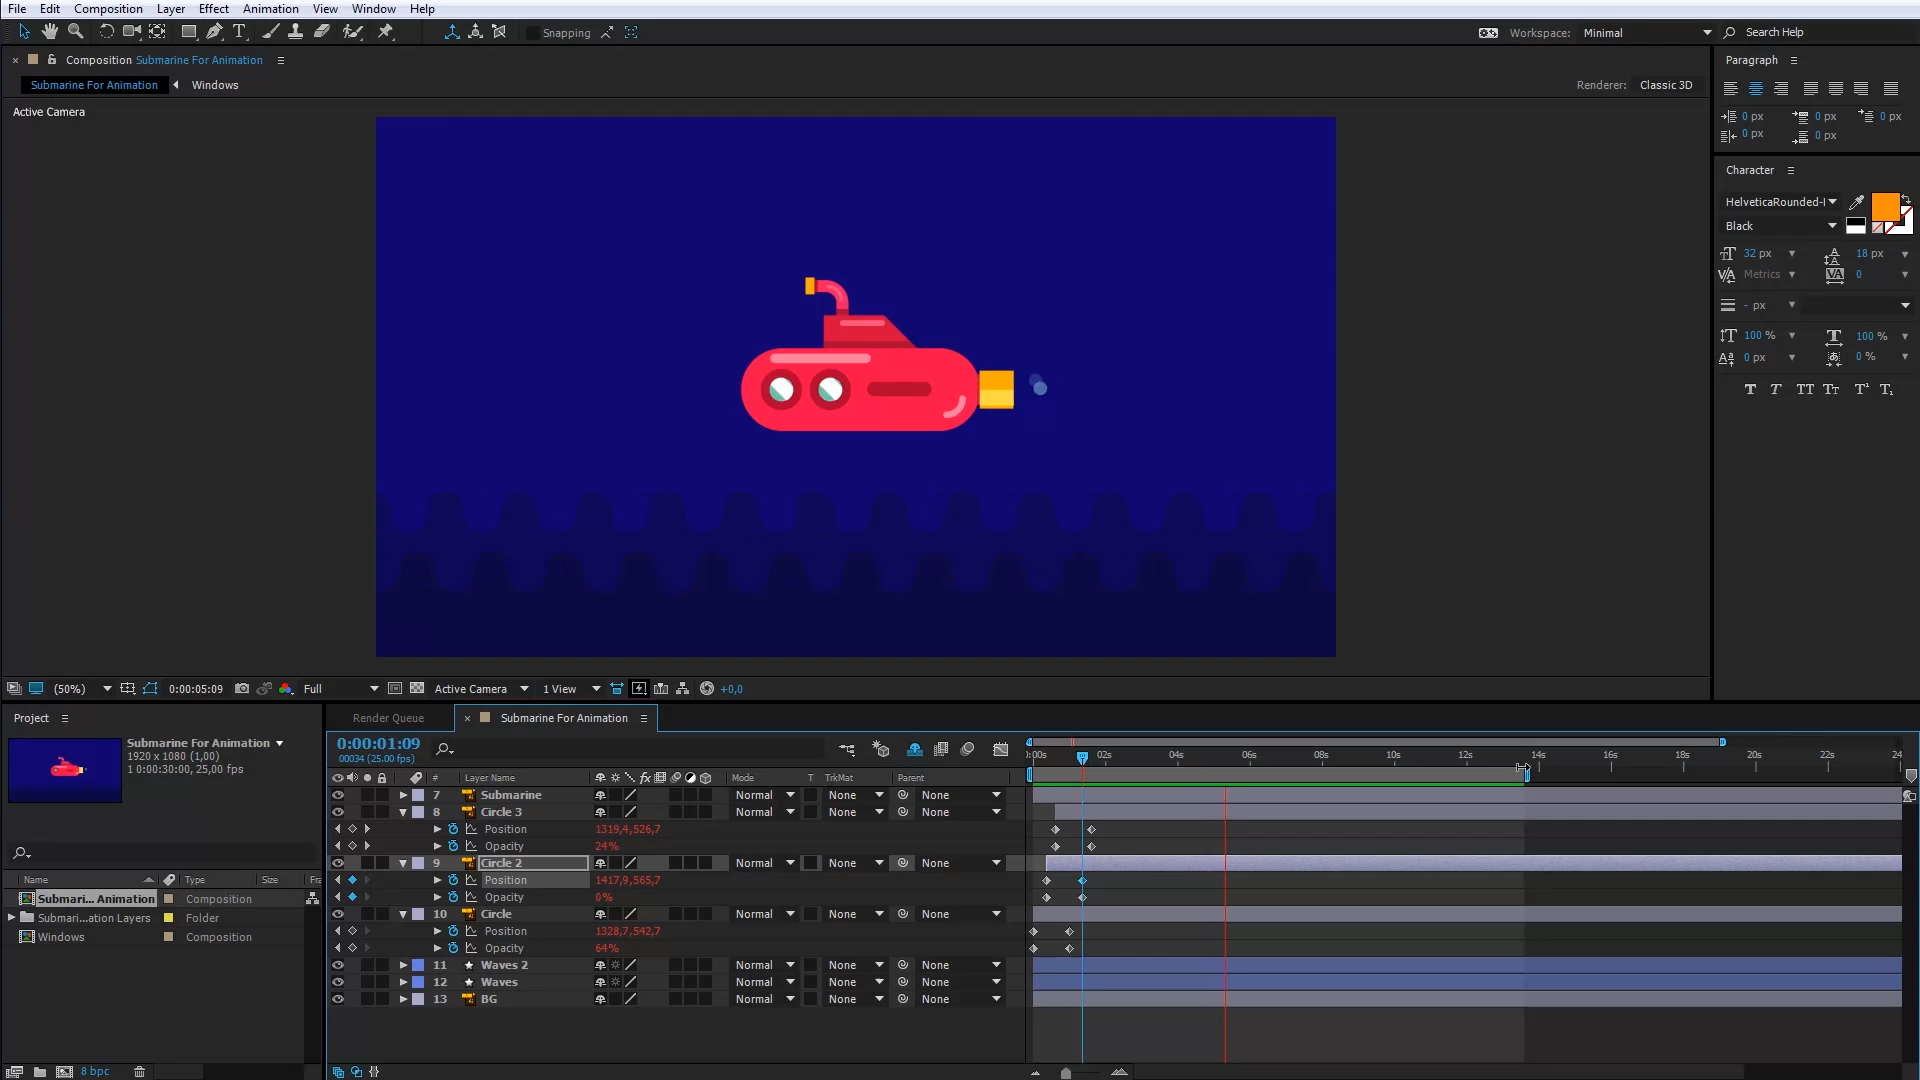 File Edit Composition Layer Effect Animation View Window Help
Snapping Workspace: Minimal Search Help
Composition Submarine For Animation Paragraph
Submarine For Animation Windows Renderer: Classic 3D
Active Camera
0 px 0 px 0 px
0 px 0 px
Character
HelveticaRounded-l
Black
32 px 18 px
Metrics 0
- px
100 % 100 %
0 px 0 %
T T TT Tт T¹ T₁
(50%) 0:00:05:09 Full Active Camera 1 View +0,0
Project Render Queue Submarine For Animation
Submarine For Animation
1920 x 1080 (1,00)
Δ 0:00:30:00, 25,00 fps
0:00:01:09
00034 (25.00 fps)
0:00s 02s 04s 06s 08s 10s 12s 14s 16s 18s 20s 22s 24
# Layer Name fx Mode T TrkMat Parent
7 Submarine Normal None None
8 Circle 3 Normal None None
Position 1319,4,526,7
Opacity 24%
9 Circle 2 Normal None None
Position 1417,9,565,7
Opacity 0%
10 Circle Normal None None
Position 1328,7,542,7
Opacity 64%
11 Waves 2 Normal None None
12 Waves Normal None None
13 BG Normal None None
Name Type Size Fra
Submari... Animation Composition
Submari...ation Layers Folder
Windows Composition
8 bpc